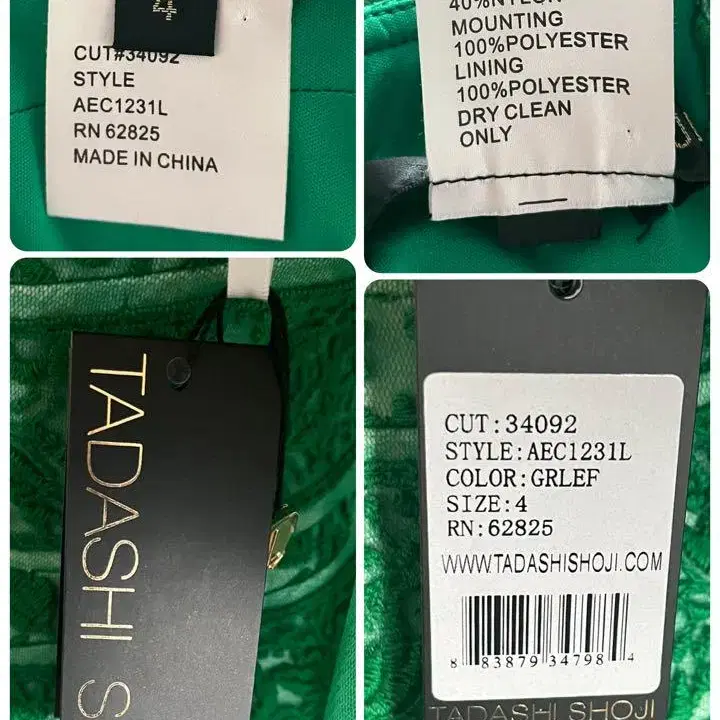 4
CUT#34092
STYLE
AEC1231L
RN 62825
MADE IN CHINA
40%NYLON
MOUNTING
100%POLYESTER
LINING
100%POLYESTER
DRY CLEAN
ONLY
TADASHI S
CUT:34092
STYLE:AEC1231L
COLOR:GRLEF
SIZE:4
RN:62825
WWW.TADASHISHOJI.COM
8 83879 34798 4
TADASHI SHOJI